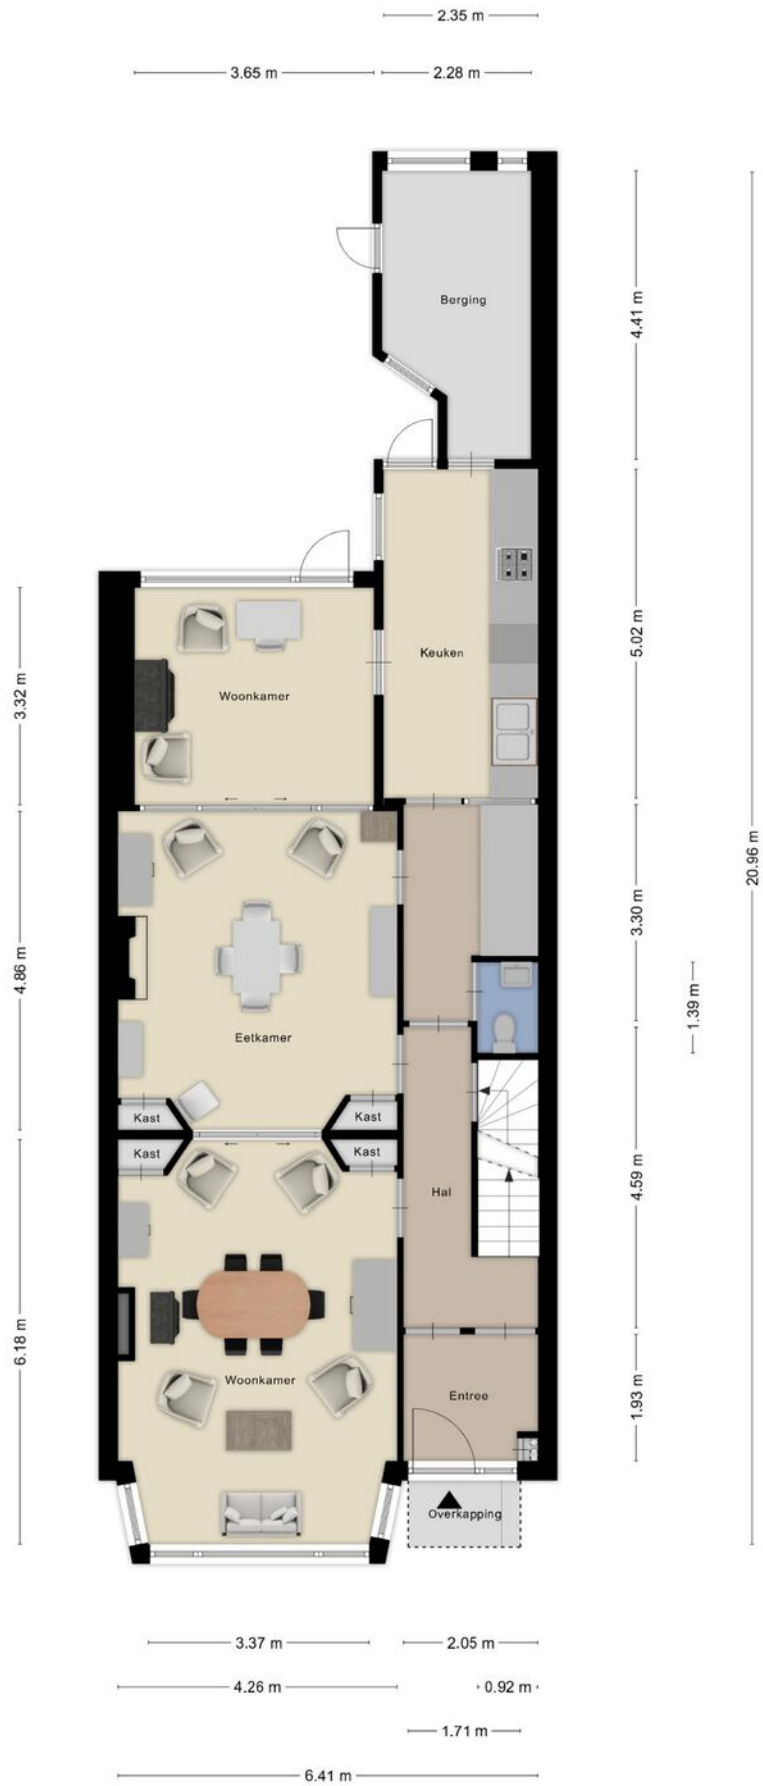 2.35 m
3.65 m
2.28 m
Berging
4.41 m
Keuken
5.02 m
Woonkamer
3.32 m
20.96 m
3.30 m
4.86 m
1.39 m
Eetkamer
Kast
Kast
Kast
Kast
Hal
4.59 m
6.18 m
Woonkamer
Entree
1.93 m
Overkapping
3.37 m
2.05 m
4.26 m
0.92 m
1.71 m
6.41 m